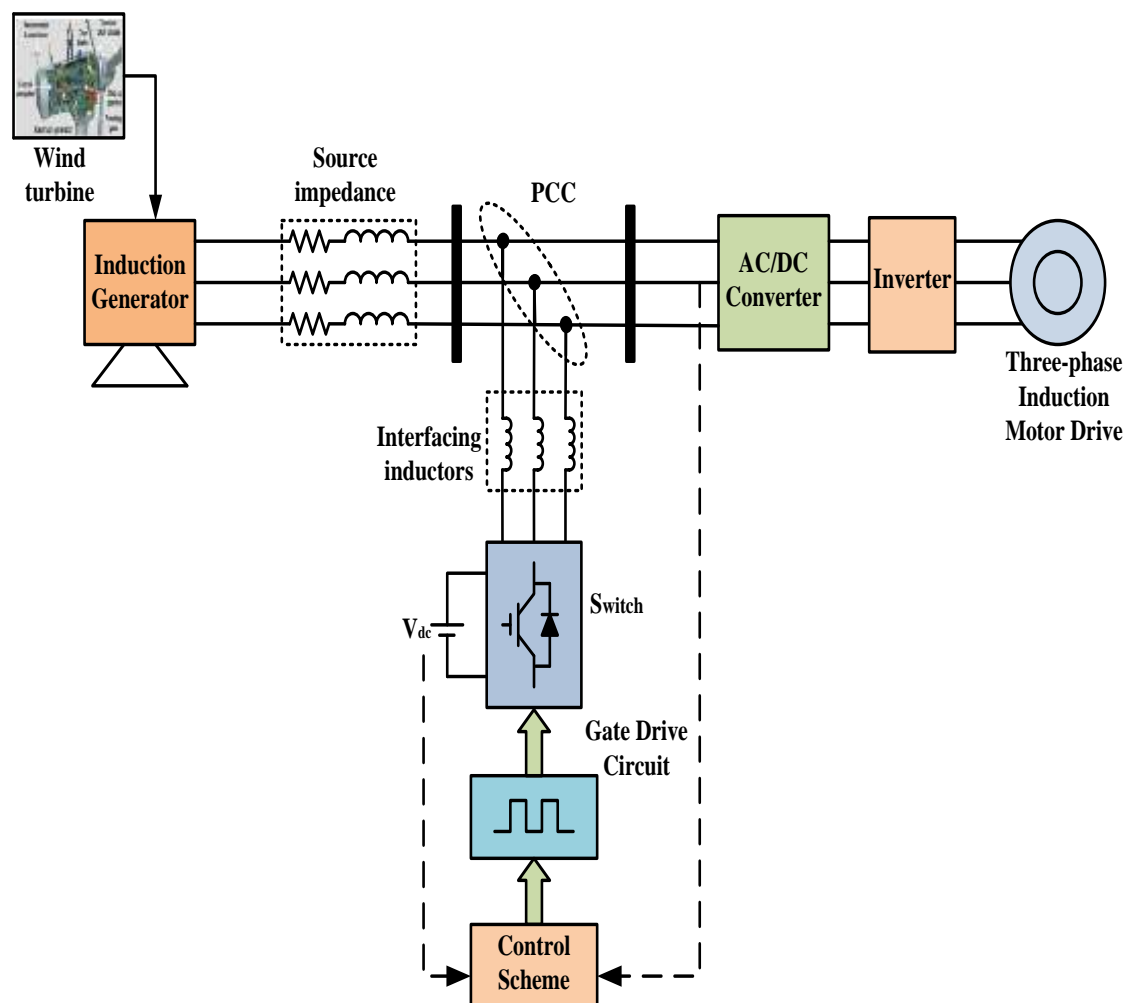 Wind
turbine
Source
impedance
PCC
Induction
Generator
AC/DC
Converter
Inverter
Three-phase
Induction
Motor Drive
Interfacing
inductors
Switch
Vdc
Gate Drive
Circuit
Control
Scheme